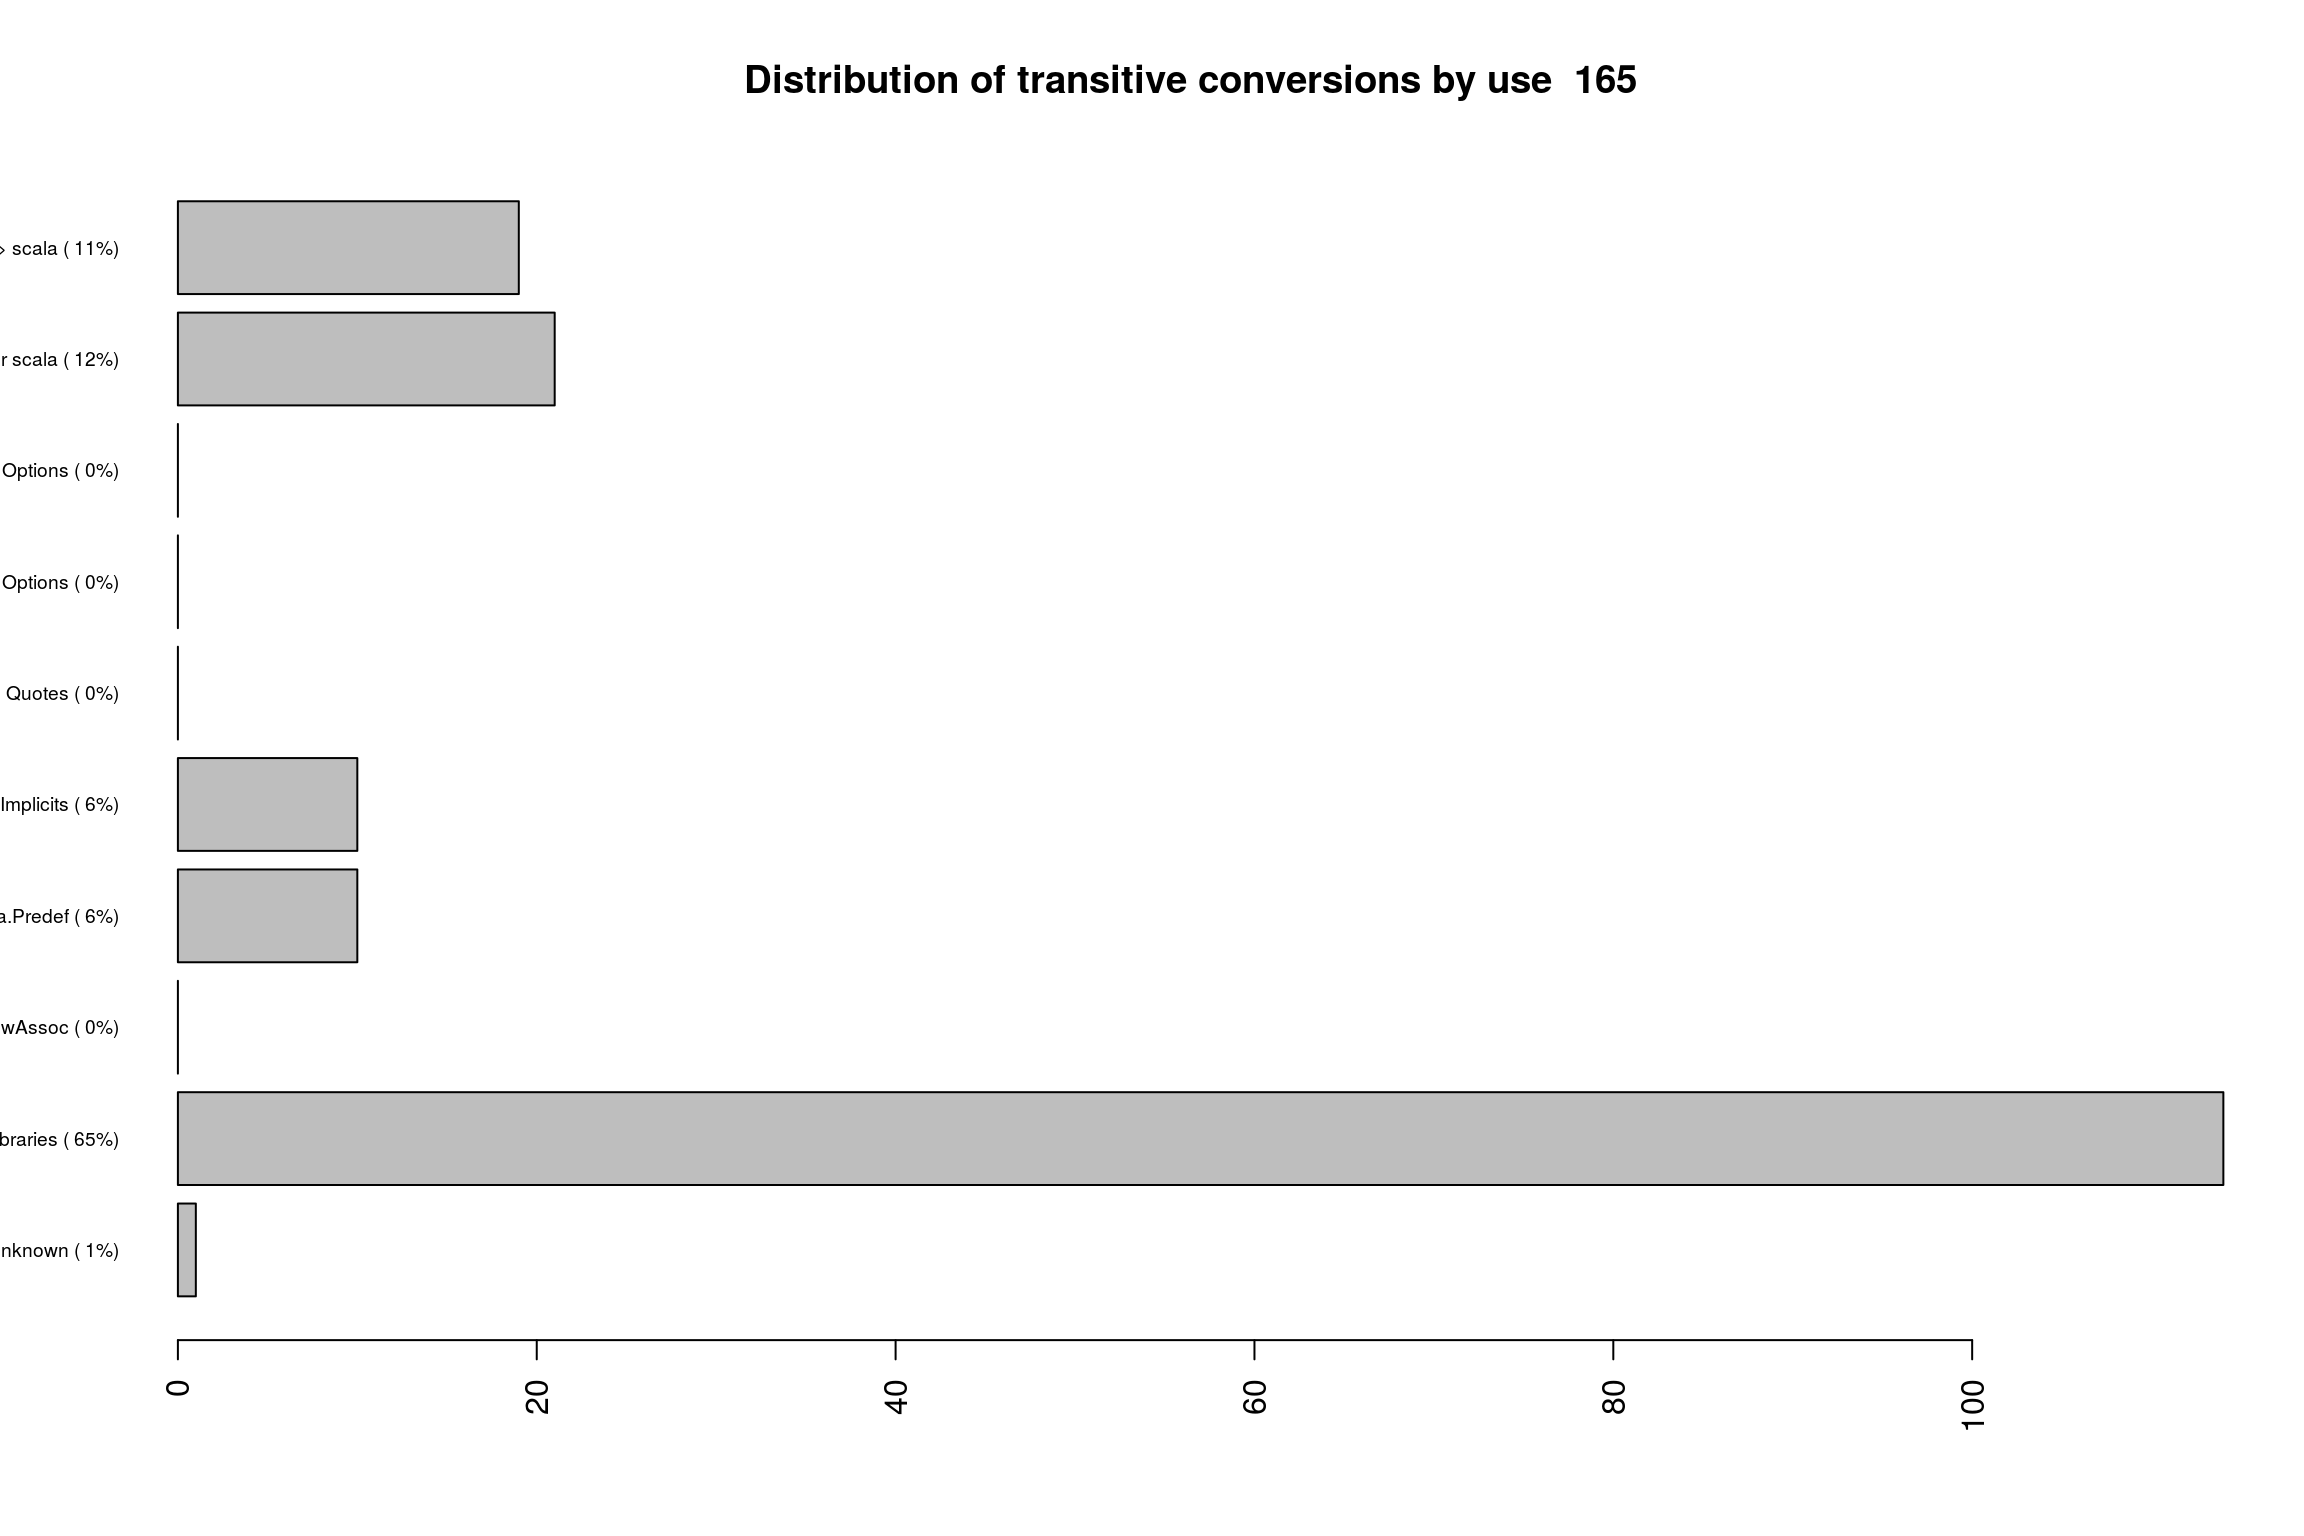 Distribution of transitive conversions by use 165
> scala ( 11%)
r scala ( 12%)
Options ( 0%)
Options ( 0%)
Quotes ( 0%)
Implicits ( 6%)
a.Predef ( 6%)
wAssoc ( 0%)
braries ( 65%)
nknown ( 1%)
0 20 40 60 80 100